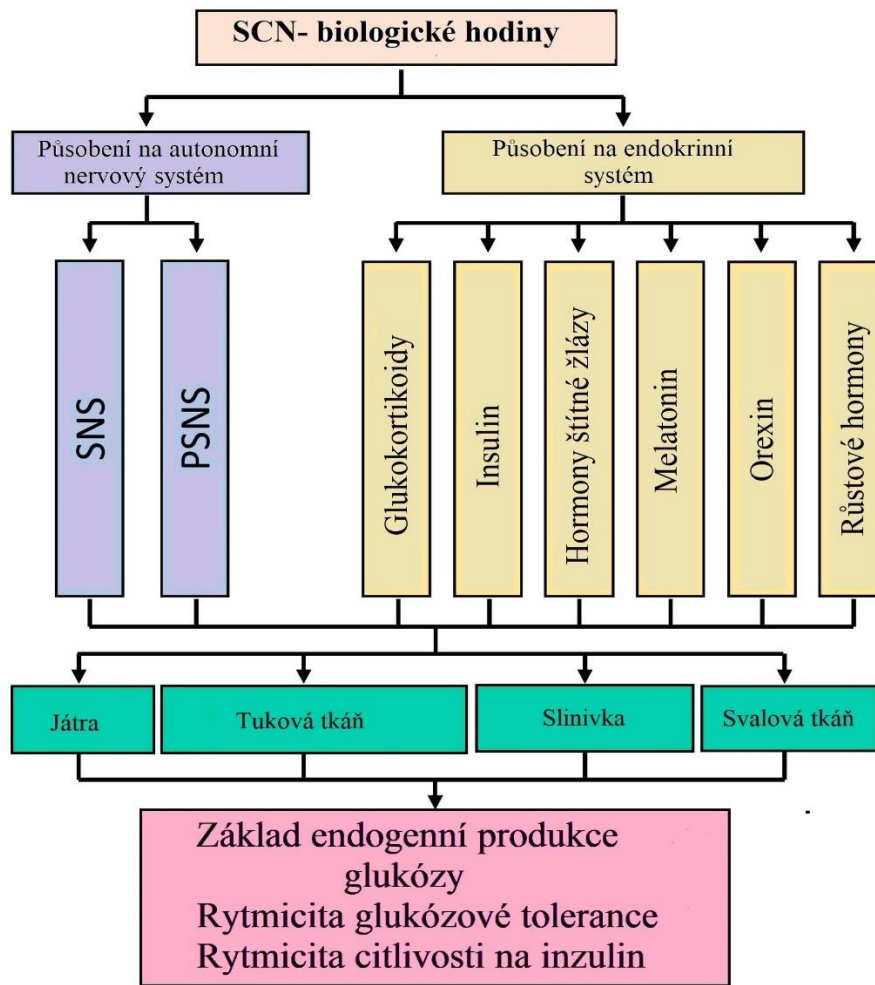 SCN- biologické hodiny
Působení na autonomní
nervový systém
Působení na endokrinní
systém
SNS
PSNS
Glukokortikoidy
Insulin
Hormony štítné žlázy
Melatonin
Orexin
Růstové hormony
Játra
Tuková tkáň
Slinivka
Svalová tkáň
Základ endogenní produkce
glukózy
Rytmicita glukózové tolerance
Rytmicita citlivosti na inzulin